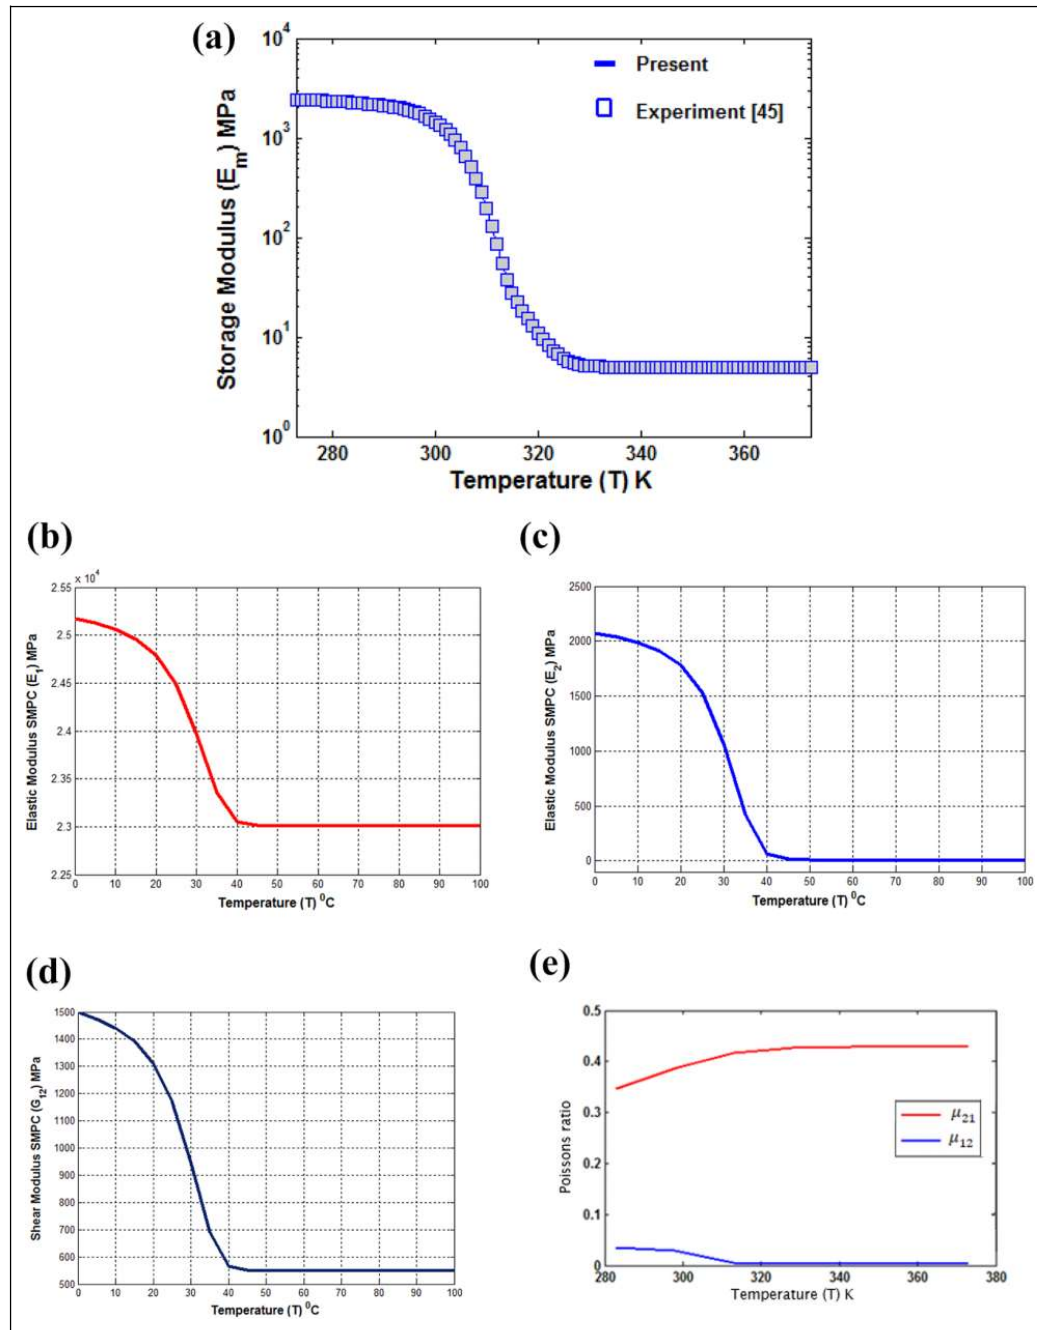 (a)
10^4
10^3
10^2
10^1
10^0
Storage Modulus (E_m) MPa
Present
Experiment [45]
280 300 320 340 360
Temperature (T) K
(b)
x 10^4
2.55
2.5
2.45
2.4
2.35
2.3
2.25
Elastic Modulus SMPC (E_1) MPa
0 10 20 30 40 50 60 70 80 90 100
Temperature (T) ^0C
(c)
2500
2000
1500
1000
500
0
Elastic Modulus SMPC (E_2) MPa
0 10 20 30 40 50 60 70 80 90 100
Temperature (T) ^0C
(d)
1500
1400
1300
1200
1100
1000
900
800
700
600
500
Shear Modulus SMPC (G_12) MPa
0 10 20 30 40 50 60 70 80 90 100
Temperature (T) ^0C
(e)
0.5
0.4
0.3
0.2
0.1
0
Poissons ratio
μ_21
μ_12
280 300 320 340 360 380
Temperature (T) K